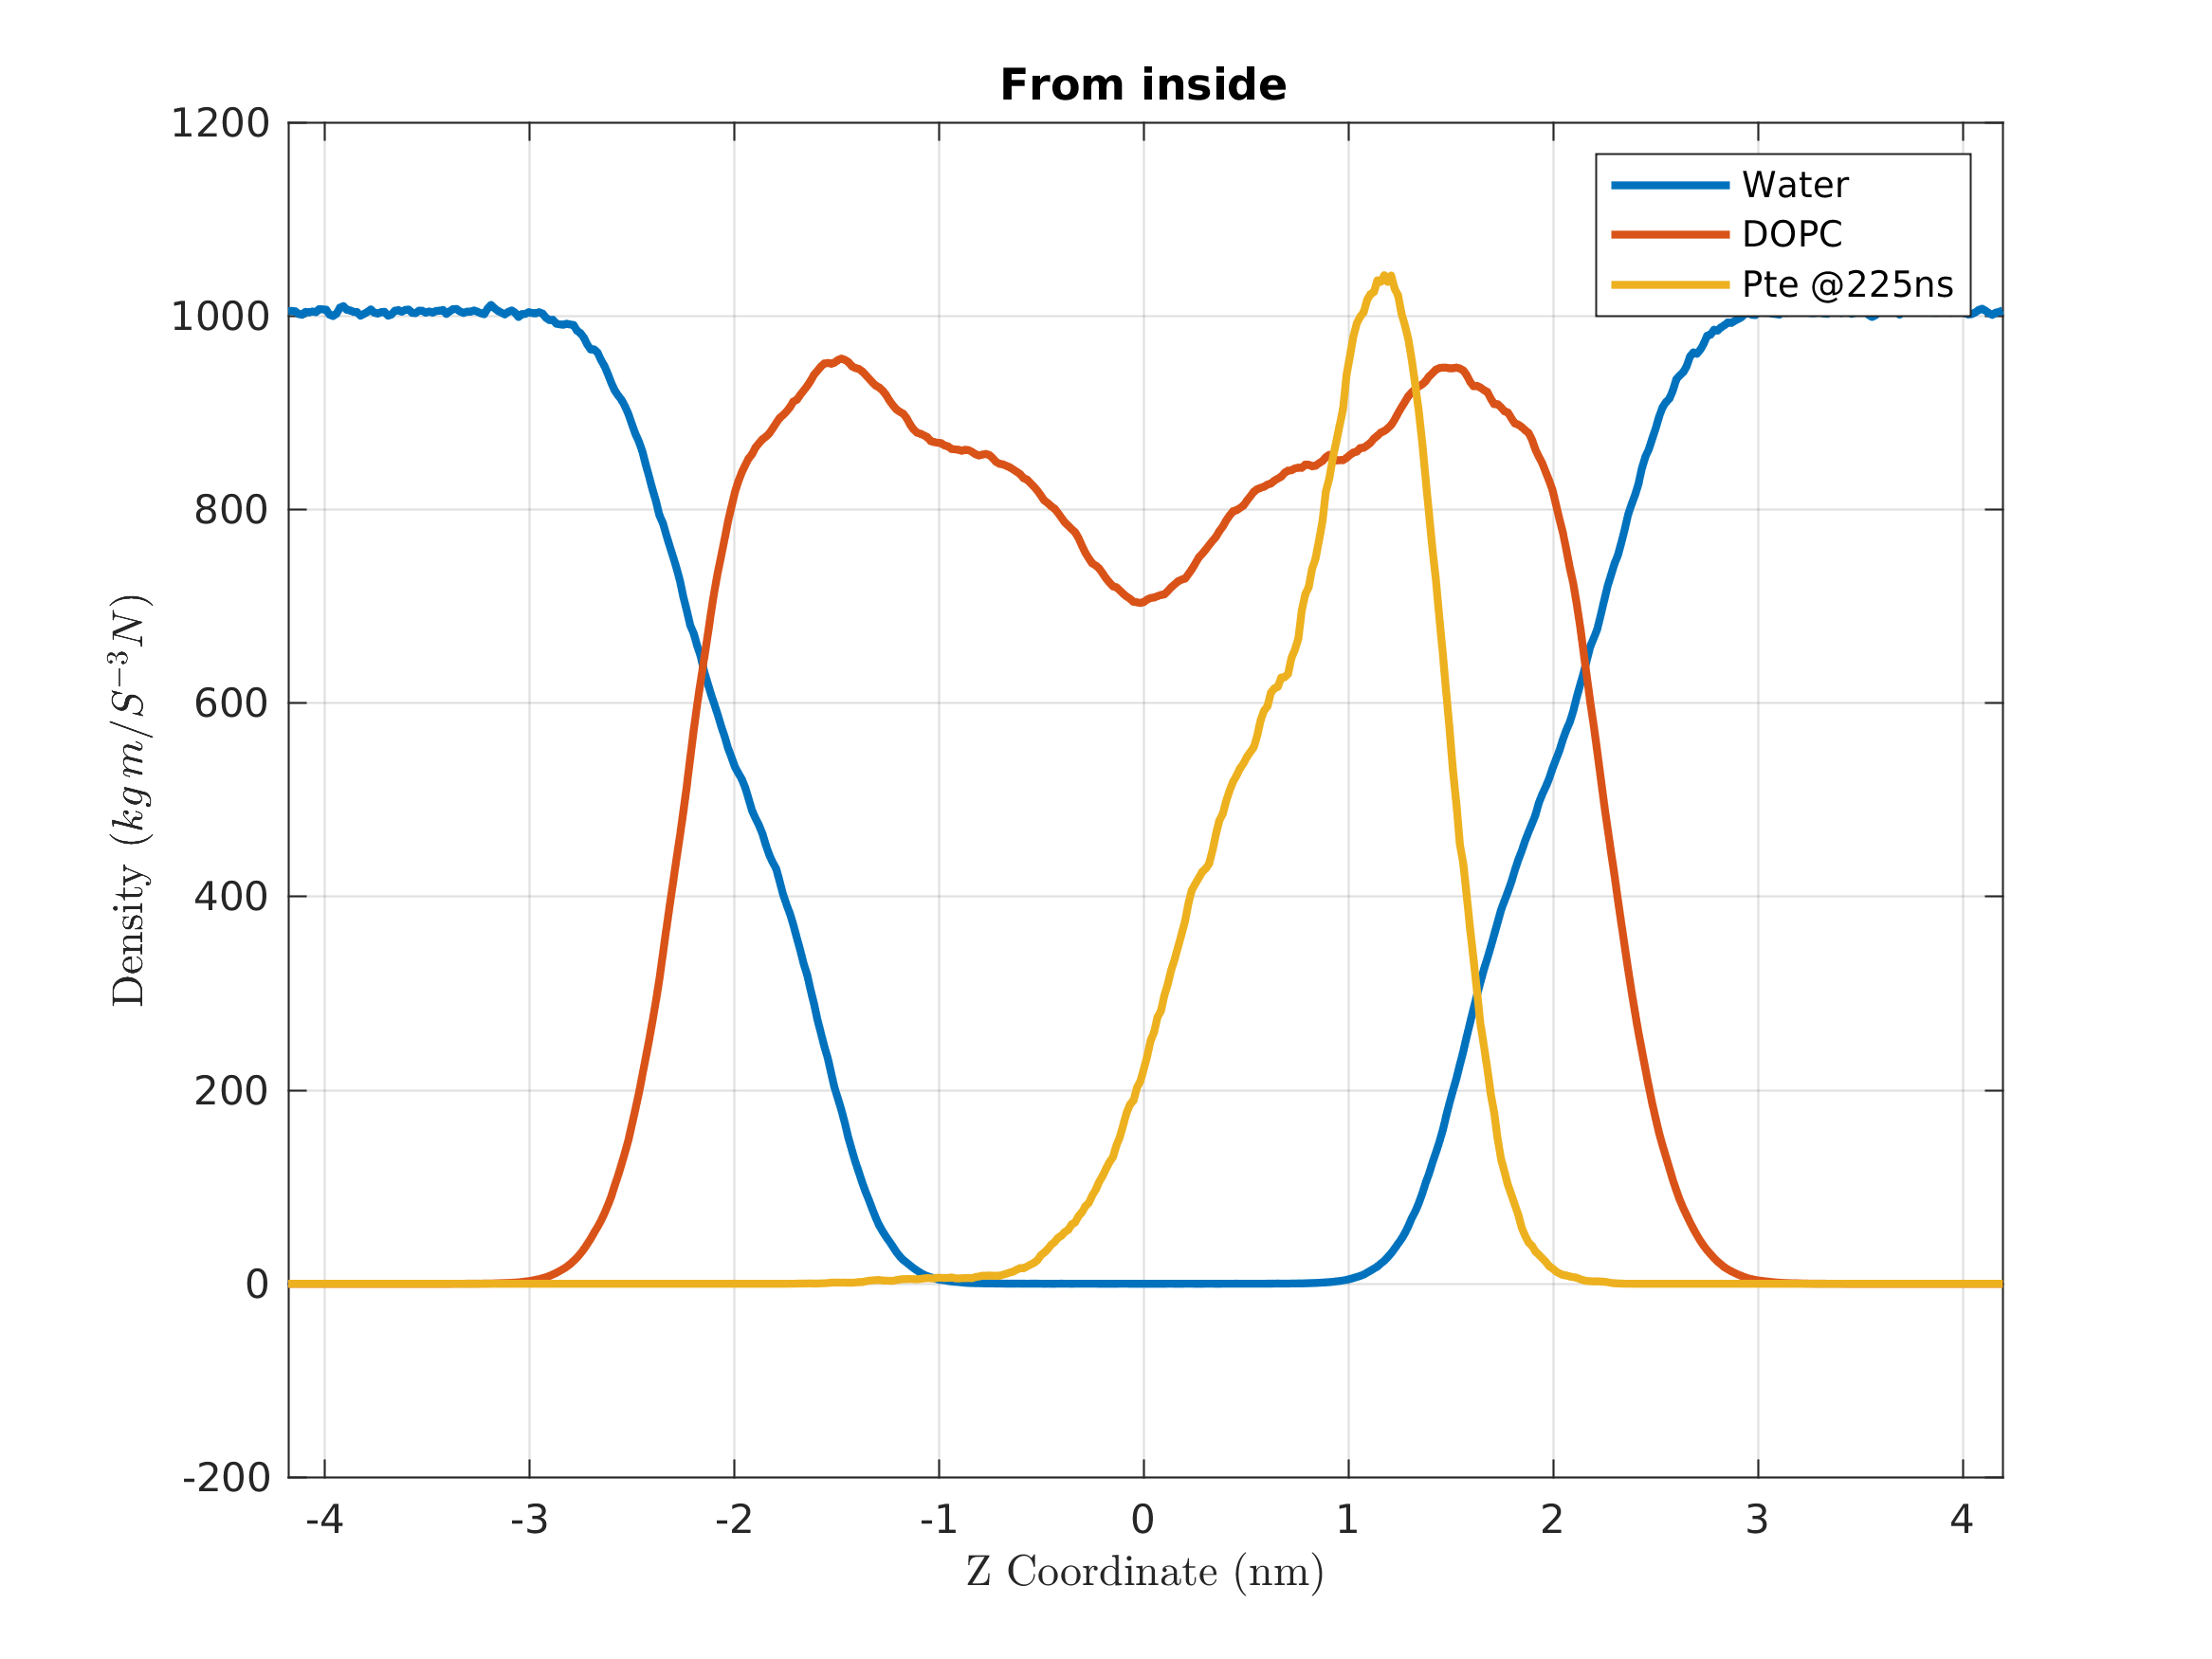 From inside
1200
1000
800
600
400
200
0
-200
Density (kg m/S⁻³N)
Water
DOPC
Pte @225ns
-4 -3 -2 -1 0 1 2 3 4
Z Coordinate (nm)